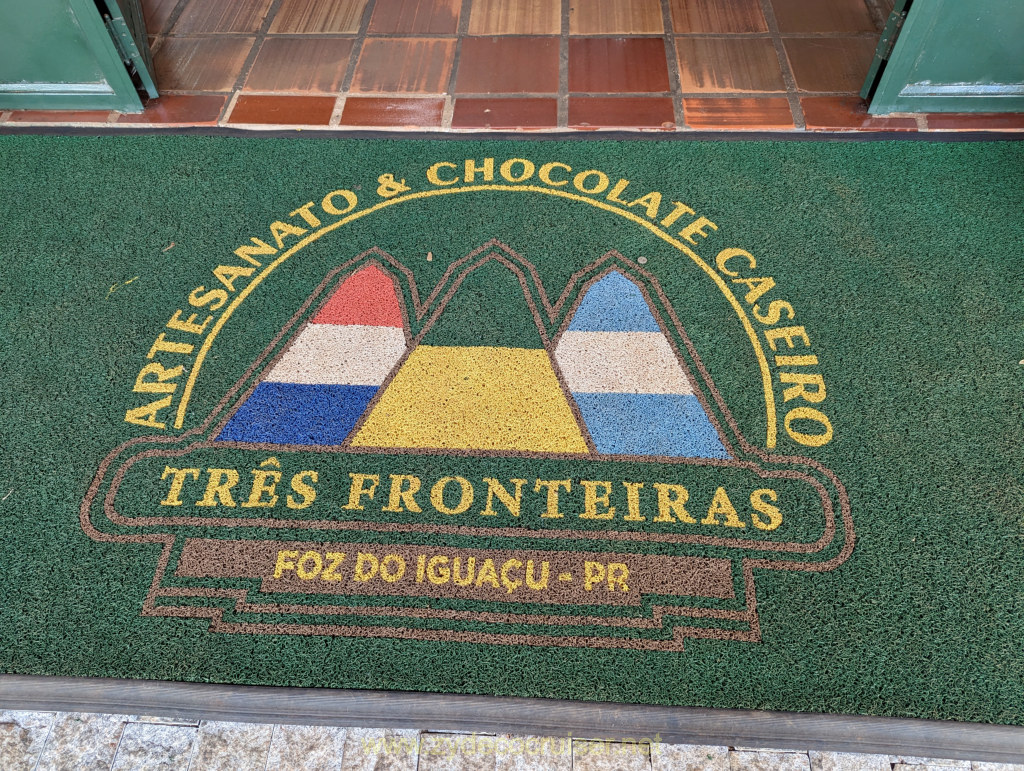 ARTESANATO & CHOCOLATE CASEIRO
TRÊS FRONTEIRAS
FOZ DO IGUAÇU - PR